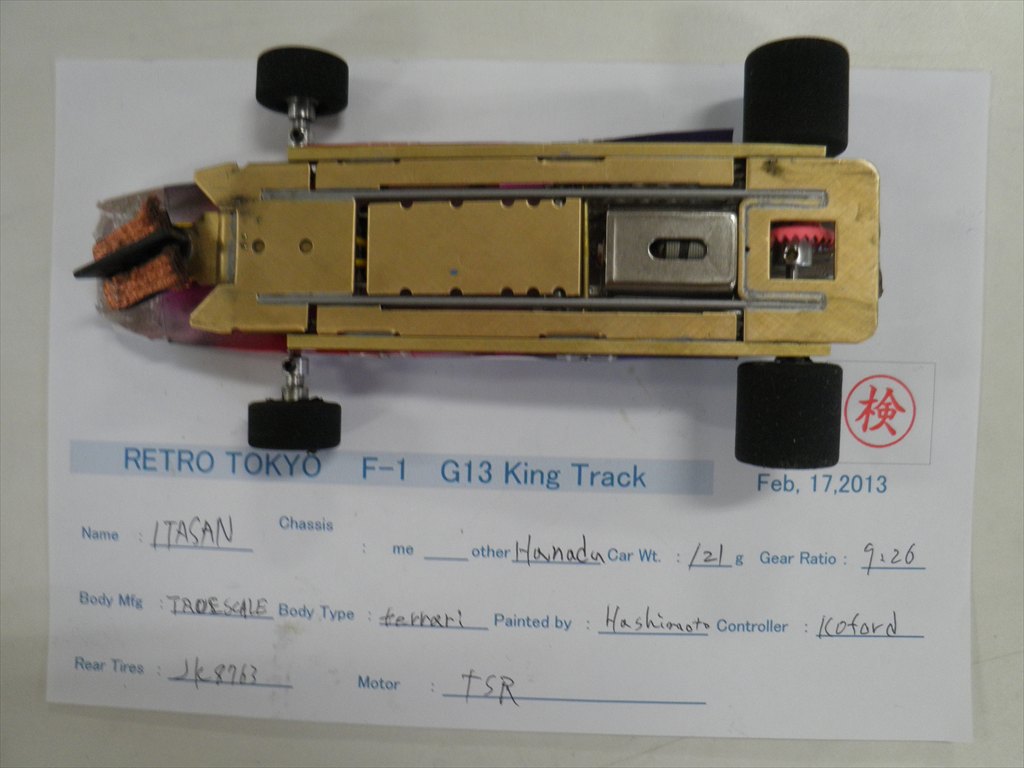 検
RETRO TOKYO F-1 G13 King Track
Feb, 17,2013
Name : ITASAN Chassis : me ____ other Hanada Car Wt. : 121 g Gear Ratio : 9:26
Body Mfg : TRUESCALE Body Type : ferrari Painted by : Hashimoto Controller : Koford
Rear Tires : JK8763 Motor : TSR